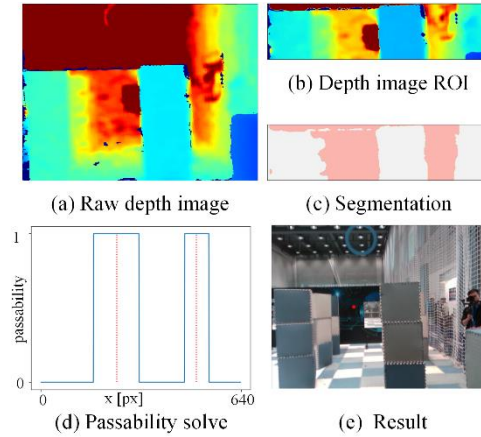 (a) Raw depth image
(b) Depth image ROI
(c) Segmentation
1
passability
0
0
x [px]
640
(d) Passability solve
(e) Result